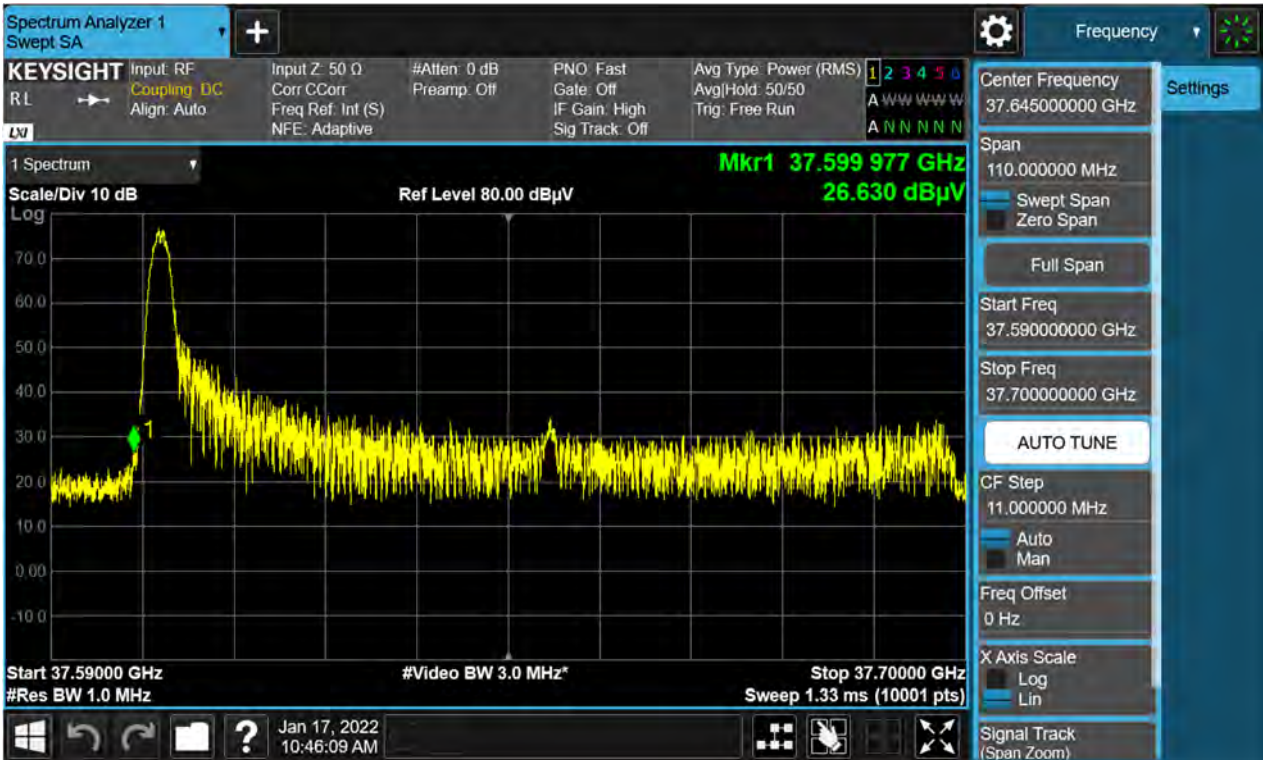 Spectrum Analyzer 1
Swept SA
+
Frequency
KEYSIGHT
Input: RF
Coupling: DC
Align: Auto
R L
LXI
Input Z: 50 Ω
Corr CCorr
Freq Ref: Int (S)
NFE: Adaptive
#Atten: 0 dB
Preamp: Off
PNO: Fast
Gate: Off
IF Gain: High
Sig Track: Off
Avg Type: Power (RMS)
Avg|Hold: 50/50
Trig: Free Run
1 2 3 4 5 6
A W W W W W
A N N N N N
Center Frequency
37.645000000 GHz
Settings
Span
110.000000 MHz
Swept Span
Zero Span
Full Span
Start Freq
37.590000000 GHz
Stop Freq
37.700000000 GHz
AUTO TUNE
CF Step
11.000000 MHz
Auto
Man
Freq Offset
0 Hz
X Axis Scale
Log
Lin
Signal Track
(Span Zoom)
1 Spectrum
Mkr1 37.599 977 GHz
26.630 dBµV
Scale/Div 10 dB
Ref Level 80.00 dBµV
Log
70.0
60.0
50.0
40.0
30.0
20.0
10.0
0.00
-10.0
1
Start 37.59000 GHz
#Video BW 3.0 MHz*
Stop 37.70000 GHz
#Res BW 1.0 MHz
Sweep 1.33 ms (10001 pts)
?
Jan 17, 2022
10:46:09 AM